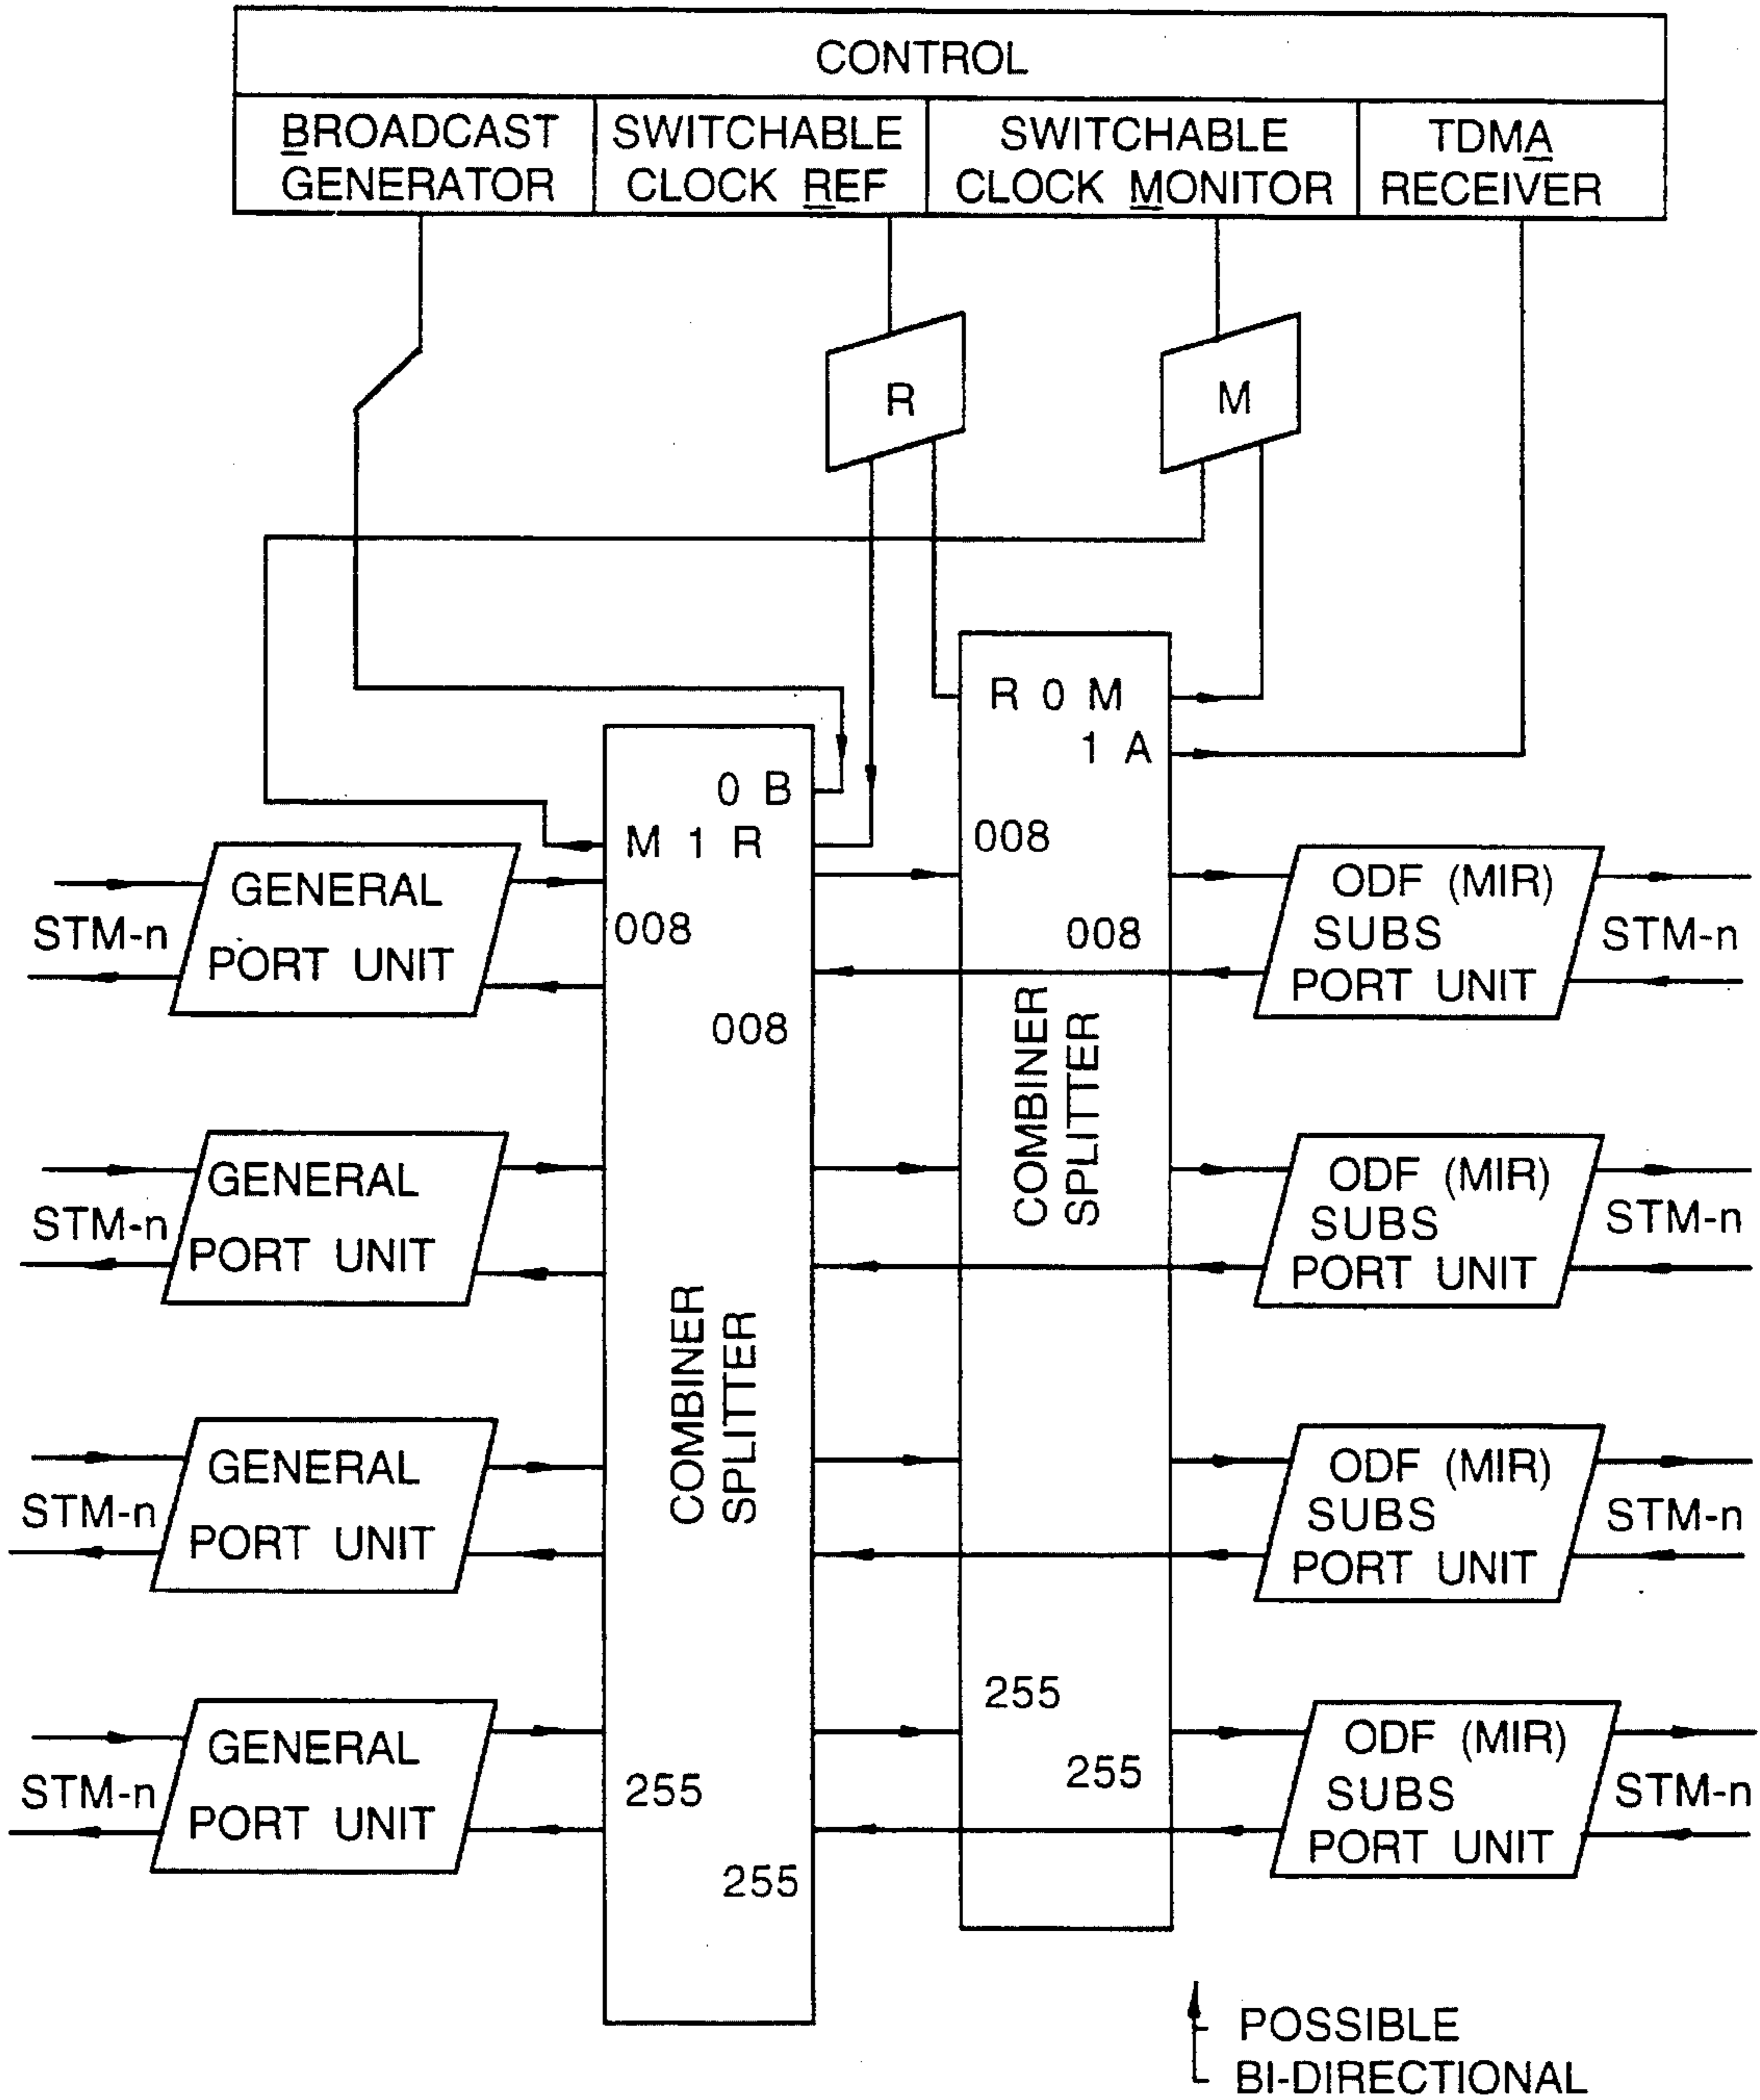 CONTROL
BROADCAST
GENERATOR
SWITCHABLE
CLOCK REF
SWITCHABLE
CLOCK MONITOR
TDMA
RECEIVER
R
M
R 0 M
1 A
0 B
M 1 R
008
008
008
008
GENERAL
PORT UNIT
STM-n
ODF (MIR)
SUBS
PORT UNIT
STM-n
COMBINER
SPLITTER
GENERAL
PORT UNIT
STM-n
ODF (MIR)
SUBS
PORT UNIT
STM-n
COMBINER
SPLITTER
GENERAL
PORT UNIT
STM-n
ODF (MIR)
SUBS
PORT UNIT
STM-n
255
255
255
255
GENERAL
PORT UNIT
STM-n
ODF (MIR)
SUBS
PORT UNIT
STM-n
POSSIBLE
BI-DIRECTIONAL